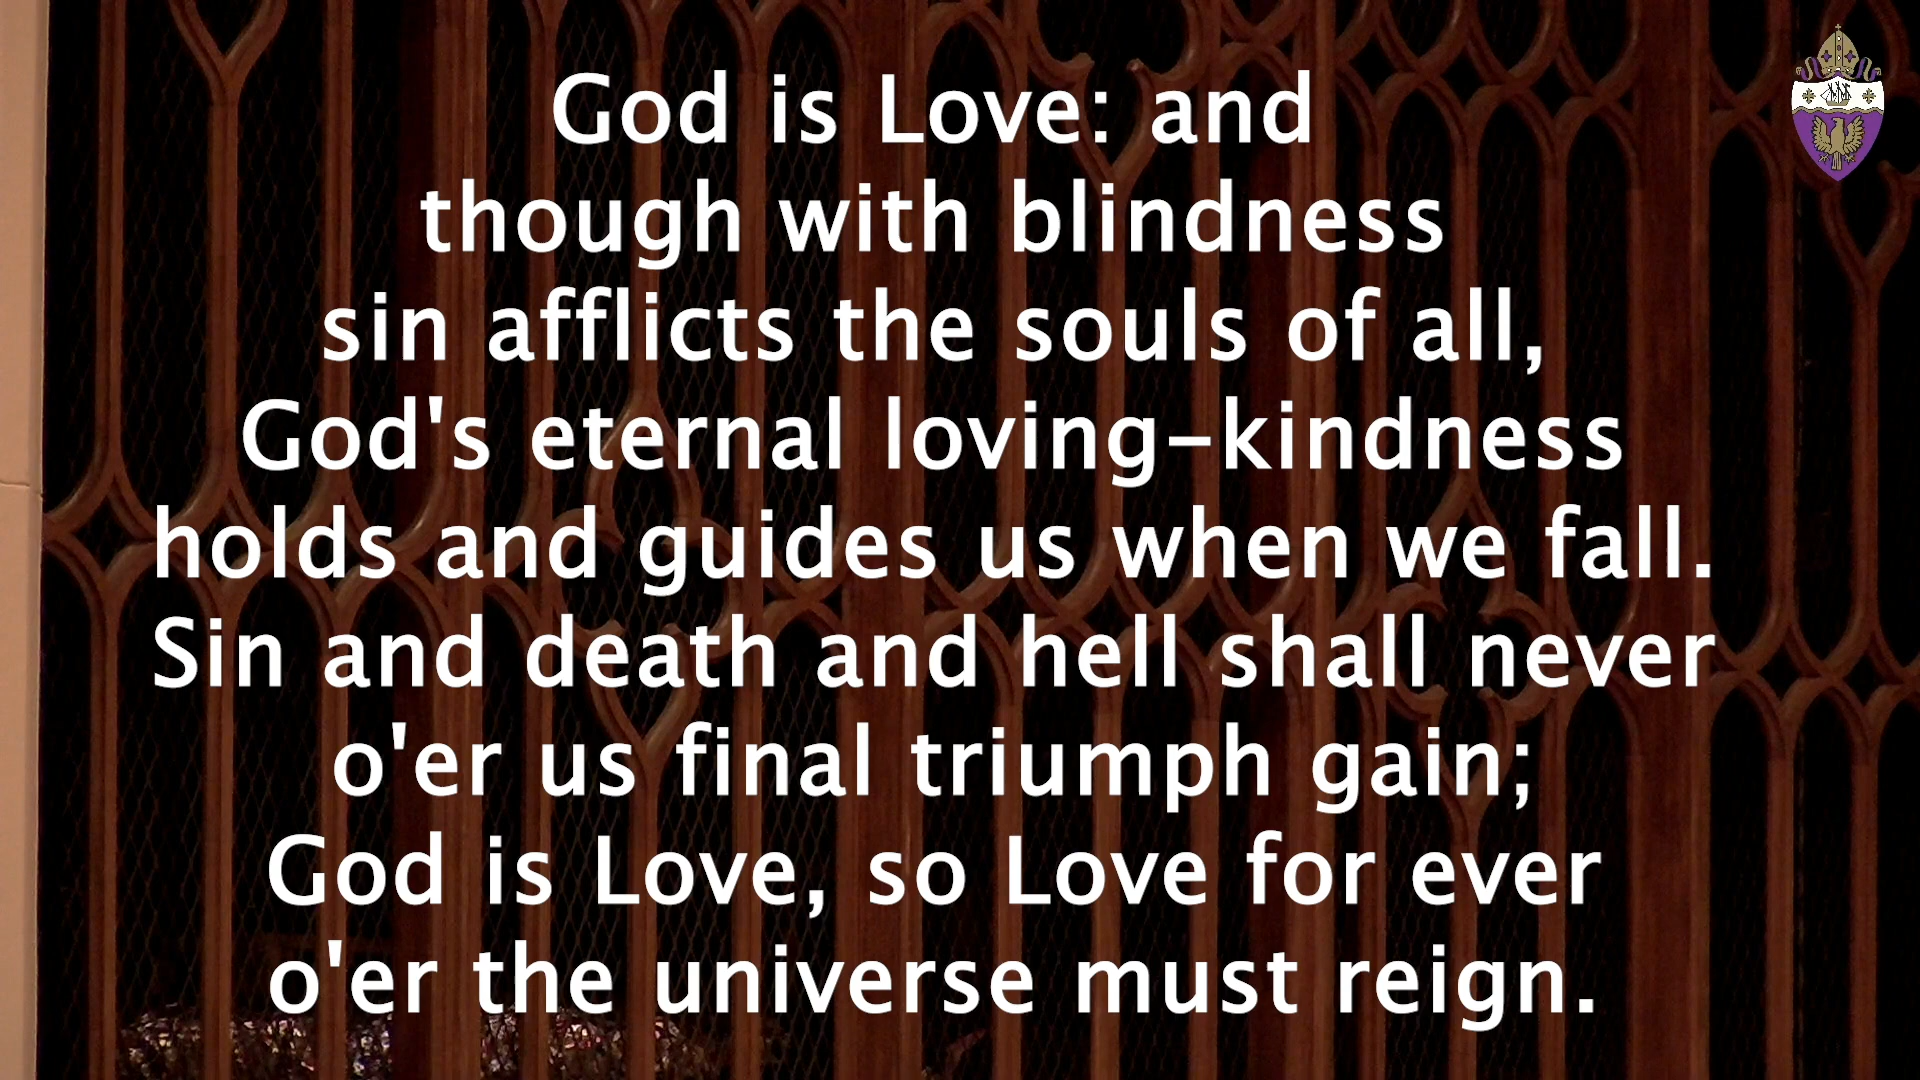 God is Love: and
though with blindness
sin afflicts the souls of all,
God's eternal loving-kindness
holds and guides us when we fall.
Sin and death and hell shall never
o'er us final triumph gain;
God is Love, so Love for ever
o'er the universe must reign.